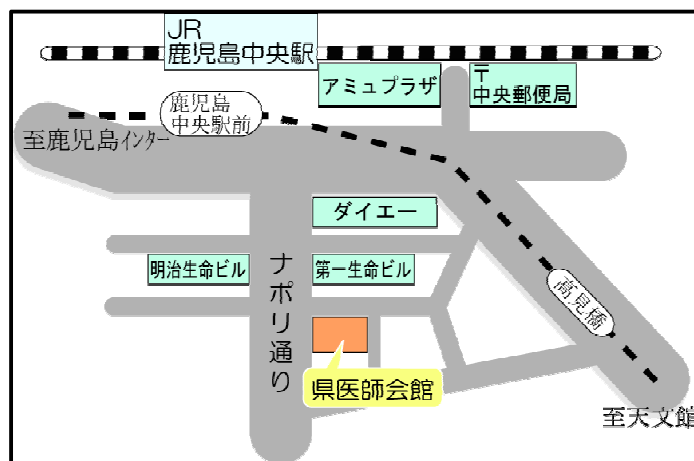 JR
鹿児島中央駅
アミュプラザ
〒
中央郵便局
鹿児島
中央駅前
至鹿児島インター
ダイエー
明治生命ビル
ナポリ通り
第一生命ビル
高見橋
県医師会館
至天文館